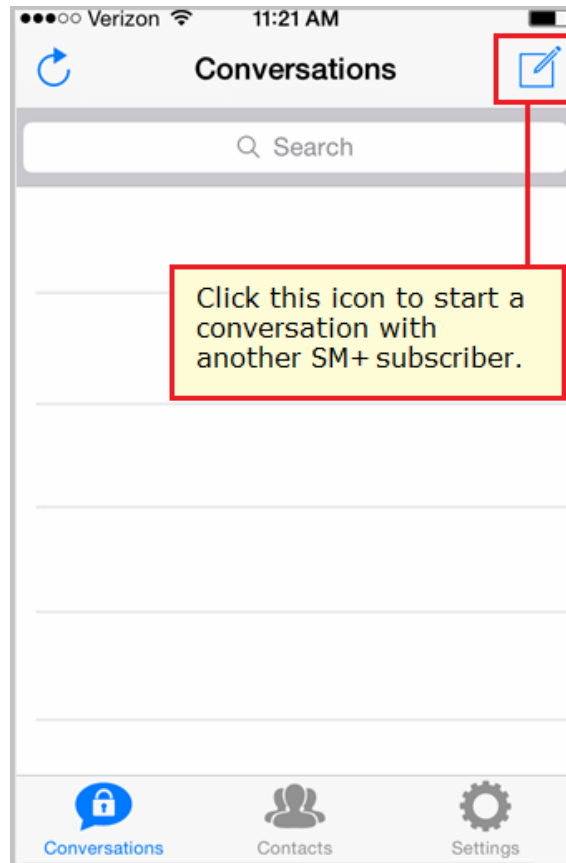 Verizon 11:21 AM
Conversations
Search
Click this icon to start a
conversation with
another SM+ subscriber.
Conversations Contacts Settings